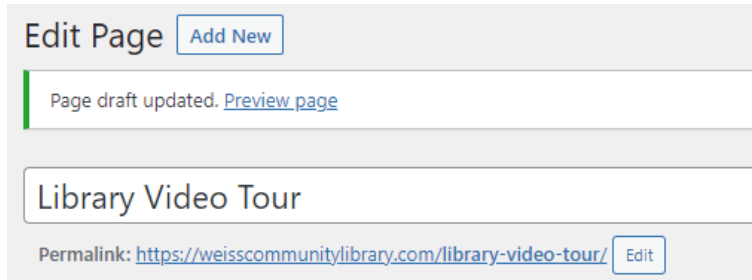 Edit Page Add New
Page draft updated. Preview page
Library Video Tour
Permalink: https://weisscommunitylibrary.com/library-video-tour/ Edit